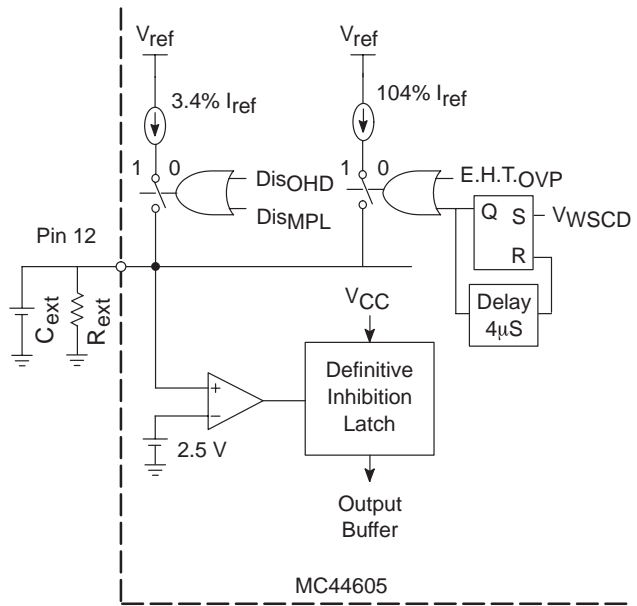 Vref
Vref
3.4% Iref
104% Iref
1 0
1 0
DisOHD
DisMPL
E.H.T.OVP
Q S
R
VWSCD
Delay
4µS
Pin 12
Cext
Rext
VCC
+
−
2.5 V
Definitive
Inhibition
Latch
Output
Buffer
MC44605